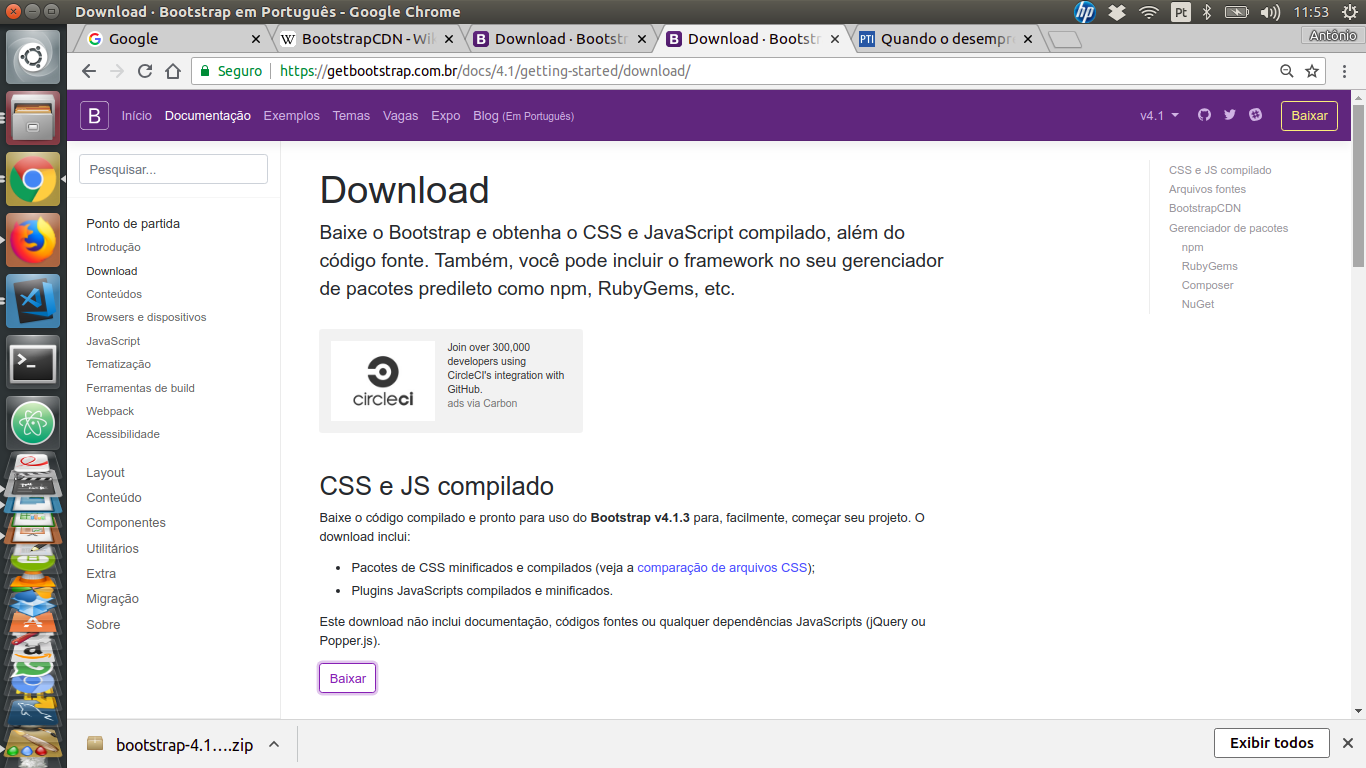 Download · Bootstrap em Português - Google Chrome
Pt
11:53
Google
BootstrapCDN - Wik
Download · Bootstr
Download · Bootstr
PTI
Quando o desempr
Antônio
Seguro
https://getbootstrap.com.br/docs/4.1/getting-started/download/
B
Início
Documentação
Exemplos
Temas
Vagas
Expo
Blog (Em Português)
v4.1
Baixar
Pesquisar...
Ponto de partida
Introdução
Download
Conteúdos
Browsers e dispositivos
JavaScript
Tematização
Ferramentas de build
Webpack
Acessibilidade
Layout
Conteúdo
Componentes
Utilitários
Extra
Migração
Sobre
Download
Baixe o Bootstrap e obtenha o CSS e JavaScript compilado, além do
código fonte. Também, você pode incluir o framework no seu gerenciador
de pacotes predileto como npm, RubyGems, etc.
circleci
Join over 300,000
developers using
CircleCI's integration with
GitHub.
ads via Carbon
CSS e JS compilado
Baixe o código compilado e pronto para uso do Bootstrap v4.1.3 para, facilmente, começar seu projeto. O
download inclui:
Pacotes de CSS minificados e compilados (veja a comparação de arquivos CSS);
Plugins JavaScripts compilados e minificados.
Este download não inclui documentação, códigos fontes ou qualquer dependências JavaScripts (jQuery ou
Popper.js).
Baixar
CSS e JS compilado
Arquivos fontes
BootstrapCDN
Gerenciador de pacotes
npm
RubyGems
Composer
NuGet
bootstrap-4.1....zip
Exibir todos